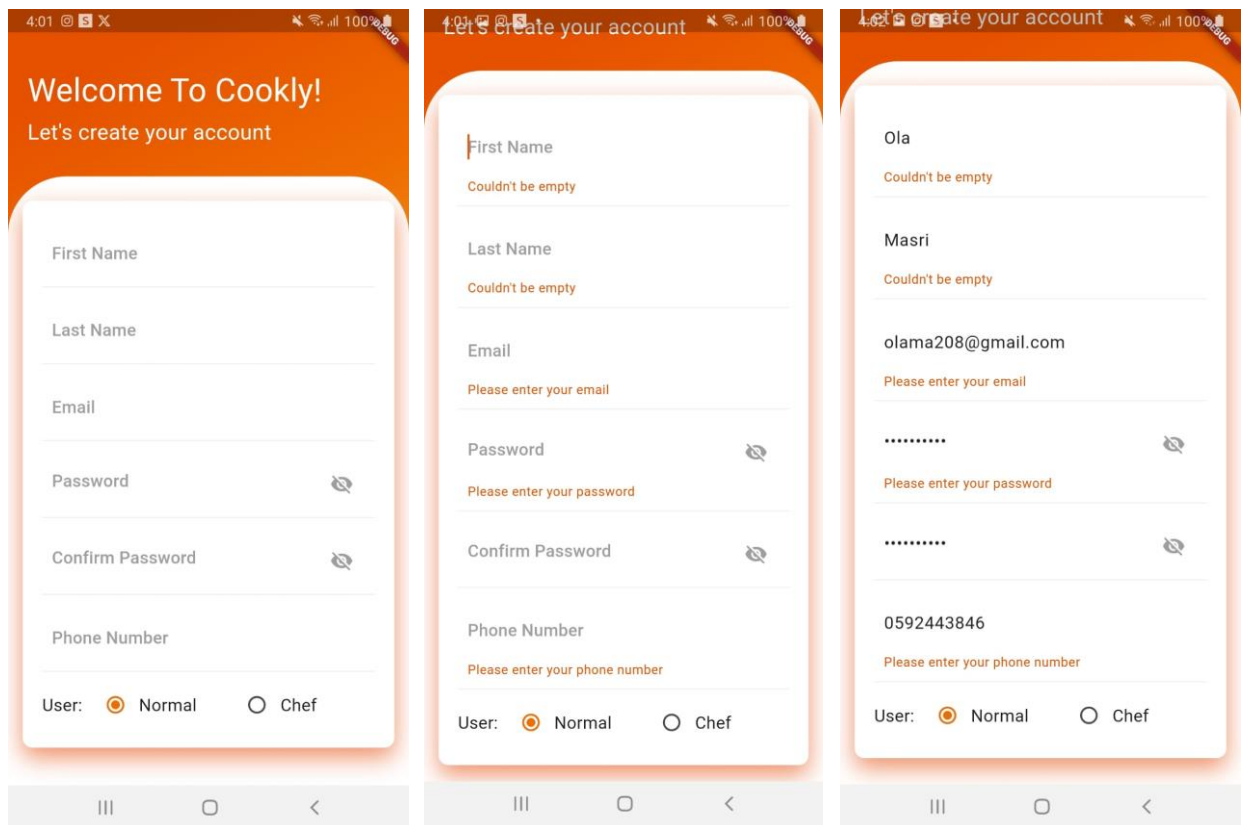 4:01
100%
DEBUG
Welcome To Cookly!
Let's create your account
First Name
Last Name
Email
Password
Confirm Password
Phone Number
User: Normal Chef
4:01
100%
DEBUG
Let's create your account
First Name
Couldn't be empty
Last Name
Couldn't be empty
Email
Please enter your email
Password
Please enter your password
Confirm Password
Phone Number
Please enter your phone number
User: Normal Chef
4:02
100%
DEBUG
Let's create your account
Ola
Couldn't be empty
Masri
Couldn't be empty
olama208@gmail.com
Please enter your email
••••••••••
Please enter your password
••••••••••
0592443846
Please enter your phone number
User: Normal Chef